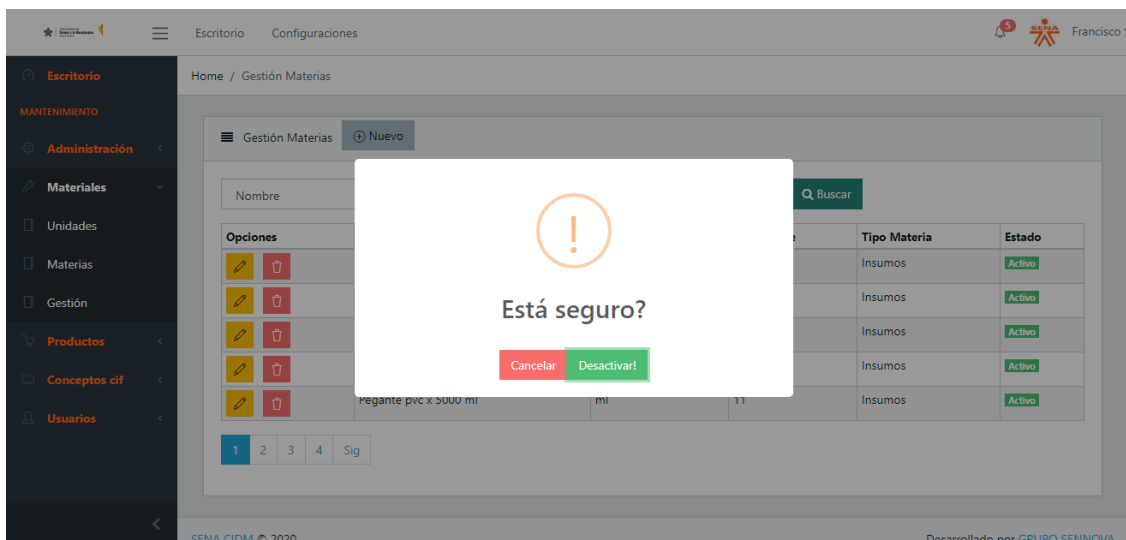 Escritorio Configuraciones 5 SENA Francisco
Escritorio
Home / Gestión Materias
MANTENIMIENTO
Administración
Gestión Materias Nuevo
Materiales
Nombre Buscar
Unidades
Opciones Tipo Materia Estado
Materias
Insumos Activo
Gestión
Insumos Activo
Está seguro?
Productos
Insumos Activo
Conceptos cif
Insumos Activo
Cancelar Desactivar!
Pegante pvc x 5000 ml ml 11 Insumos Activo
Usuarios
1 2 3 4 Sig
SENA CIDM © 2020 Desarrollado por GRUPO SENNOVA